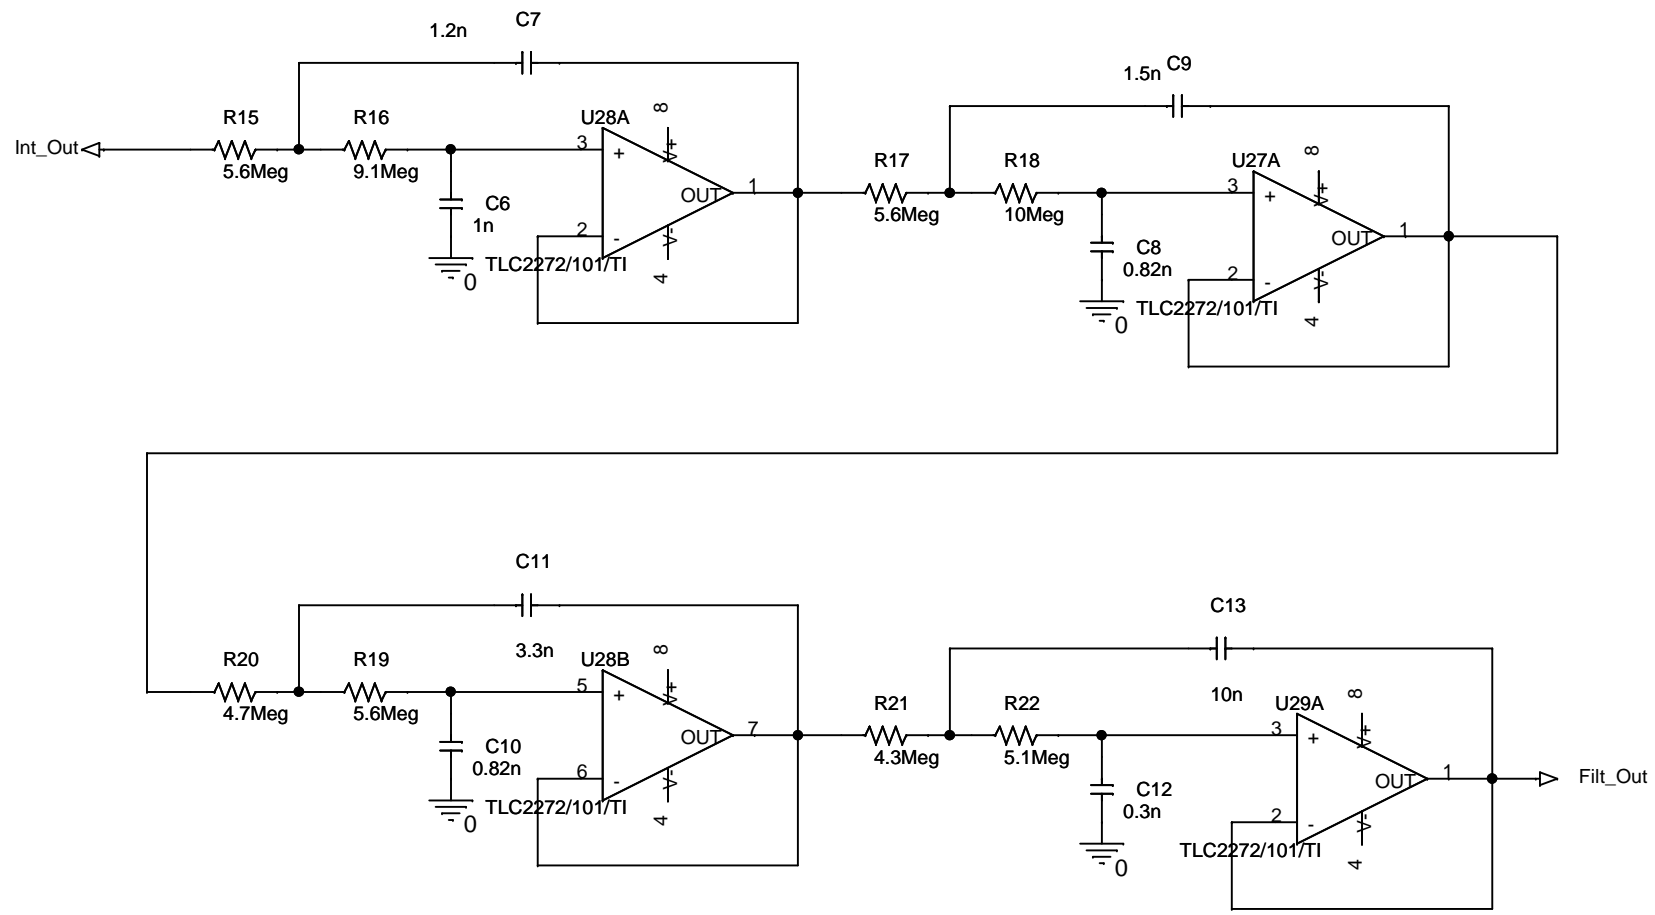 C7
1.2n
C9
1.5n
R15
R16
U28A
8
Int_Out
5.6Meg
9.1Meg
3
+
V+
C6
1n
OUT
1
2
-
V-
TLC2272/101/TI
4
0
R17
R18
U27A
8
5.6Meg
10Meg
3
+
V+
C8
0.82n
OUT
1
2
-
V-
TLC2272/101/TI
4
0
C11
3.3n
R20
R19
U28B
8
4.7Meg
5.6Meg
5
+
V+
C10
0.82n
OUT
7
6
-
V-
TLC2272/101/TI
4
0
C13
10n
R21
R22
U29A
8
4.3Meg
5.1Meg
3
+
V+
C12
0.3n
OUT
1
Filt_Out
2
-
V-
TLC2272/101/TI
4
0